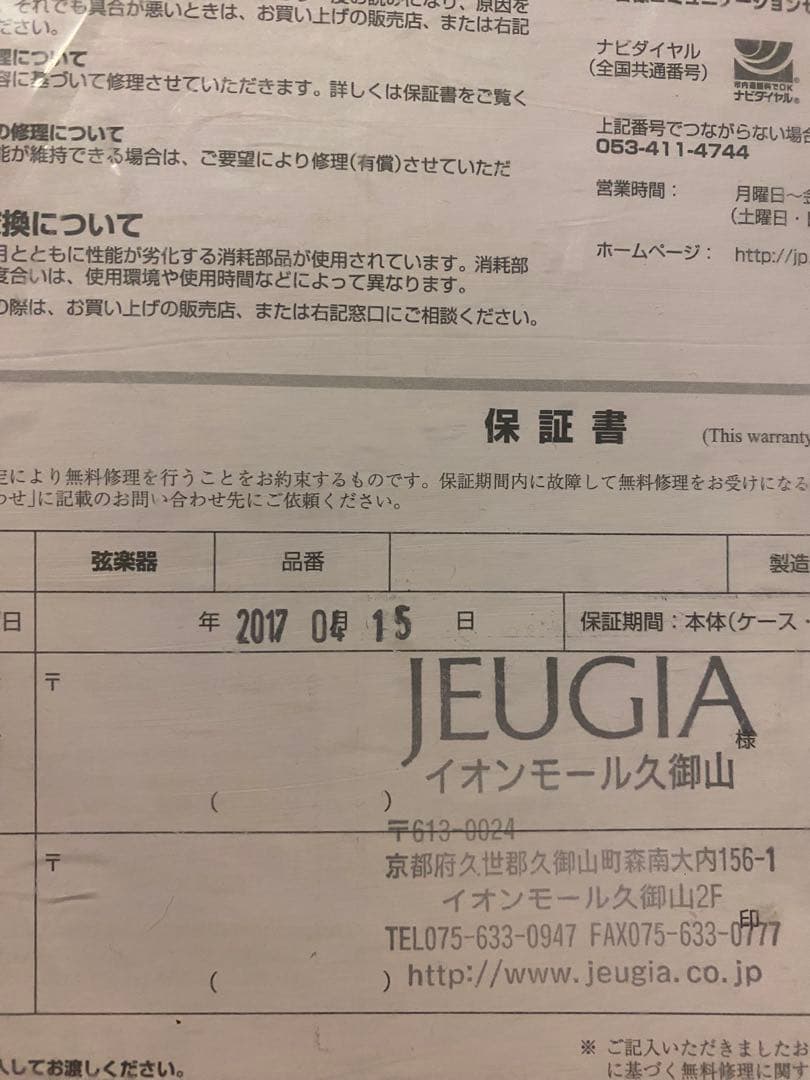 それでも具合が悪いときは、お買い上げの販売店、または右記
ださい。
理について
容に基づいて修理させていただきます。詳しくは保証書をご覧く
の修理について
能が維持できる場合は、ご要望により修理(有償)させていただ
交換について
月とともに性能が劣化する消耗部品が使用されています。消耗部
度合いは、使用環境や使用時間などによって異なります。
の際は、お買い上げの販売店、または右記窓口にご相談ください。
ナビダイヤル
(全国共通番号)
市内通話料でOK
ナビダイヤル®
上記番号でつながらない場合
053-411-4744
営業時間：
月曜日〜金
(土曜日・
ホームページ：
http://jp
保証書
(This warranty
定により無料修理を行うことをお約束するものです。保証期間内に故障して無料修理をお受けになる
わせ」に記載のお問い合わせ先にご依頼ください。
弦楽器
品番
製造
日
年 2017 04月 15 日
保証期間：本体(ケース・
〒
JEUGIA
様
イオンモール久御山
( )
〒613-0024
〒
京都府久世郡久御山町森南大内156-1
イオンモール久御山2F
印
TEL075-633-0947 FAX075-633-0777
( )
http://www.jeugia.co.jp
入してお渡しください。
※ ご記入いただきましたお
に基づく無料修理に関す